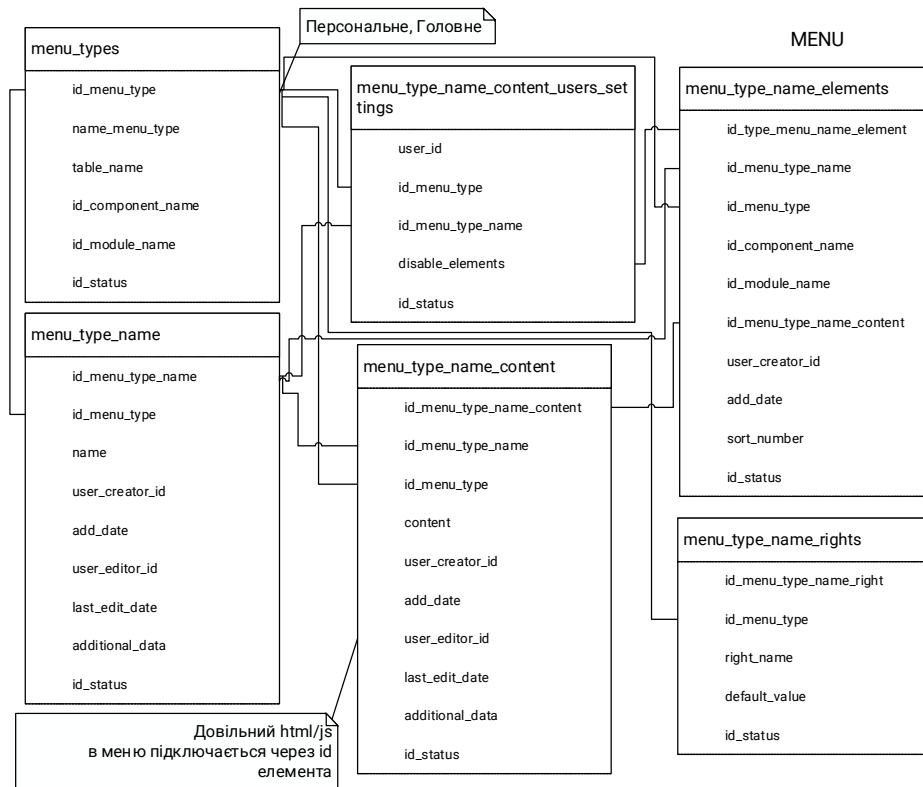 Персональне, Головне
MENU
menu_types
id_menu_type
name_menu_type
table_name
id_component_name
id_module_name
id_status
menu_type_name_content_users_set
tings
user_id
id_menu_type
id_menu_type_name
disable_elements
id_status
menu_type_name_elements
id_type_menu_name_element
id_menu_type_name
id_menu_type
id_component_name
id_module_name
id_menu_type_name_content
user_creator_id
add_date
sort_number
id_status
menu_type_name
id_menu_type_name
id_menu_type
name
user_creator_id
add_date
user_editor_id
last_edit_date
additional_data
id_status
menu_type_name_content
id_menu_type_name_content
id_menu_type_name
id_menu_type
content
user_creator_id
add_date
user_editor_id
last_edit_date
additional_data
id_status
menu_type_name_rights
id_menu_type_name_right
id_menu_type
right_name
default_value
id_status
Довільний html/js
в меню підключається через id
елемента